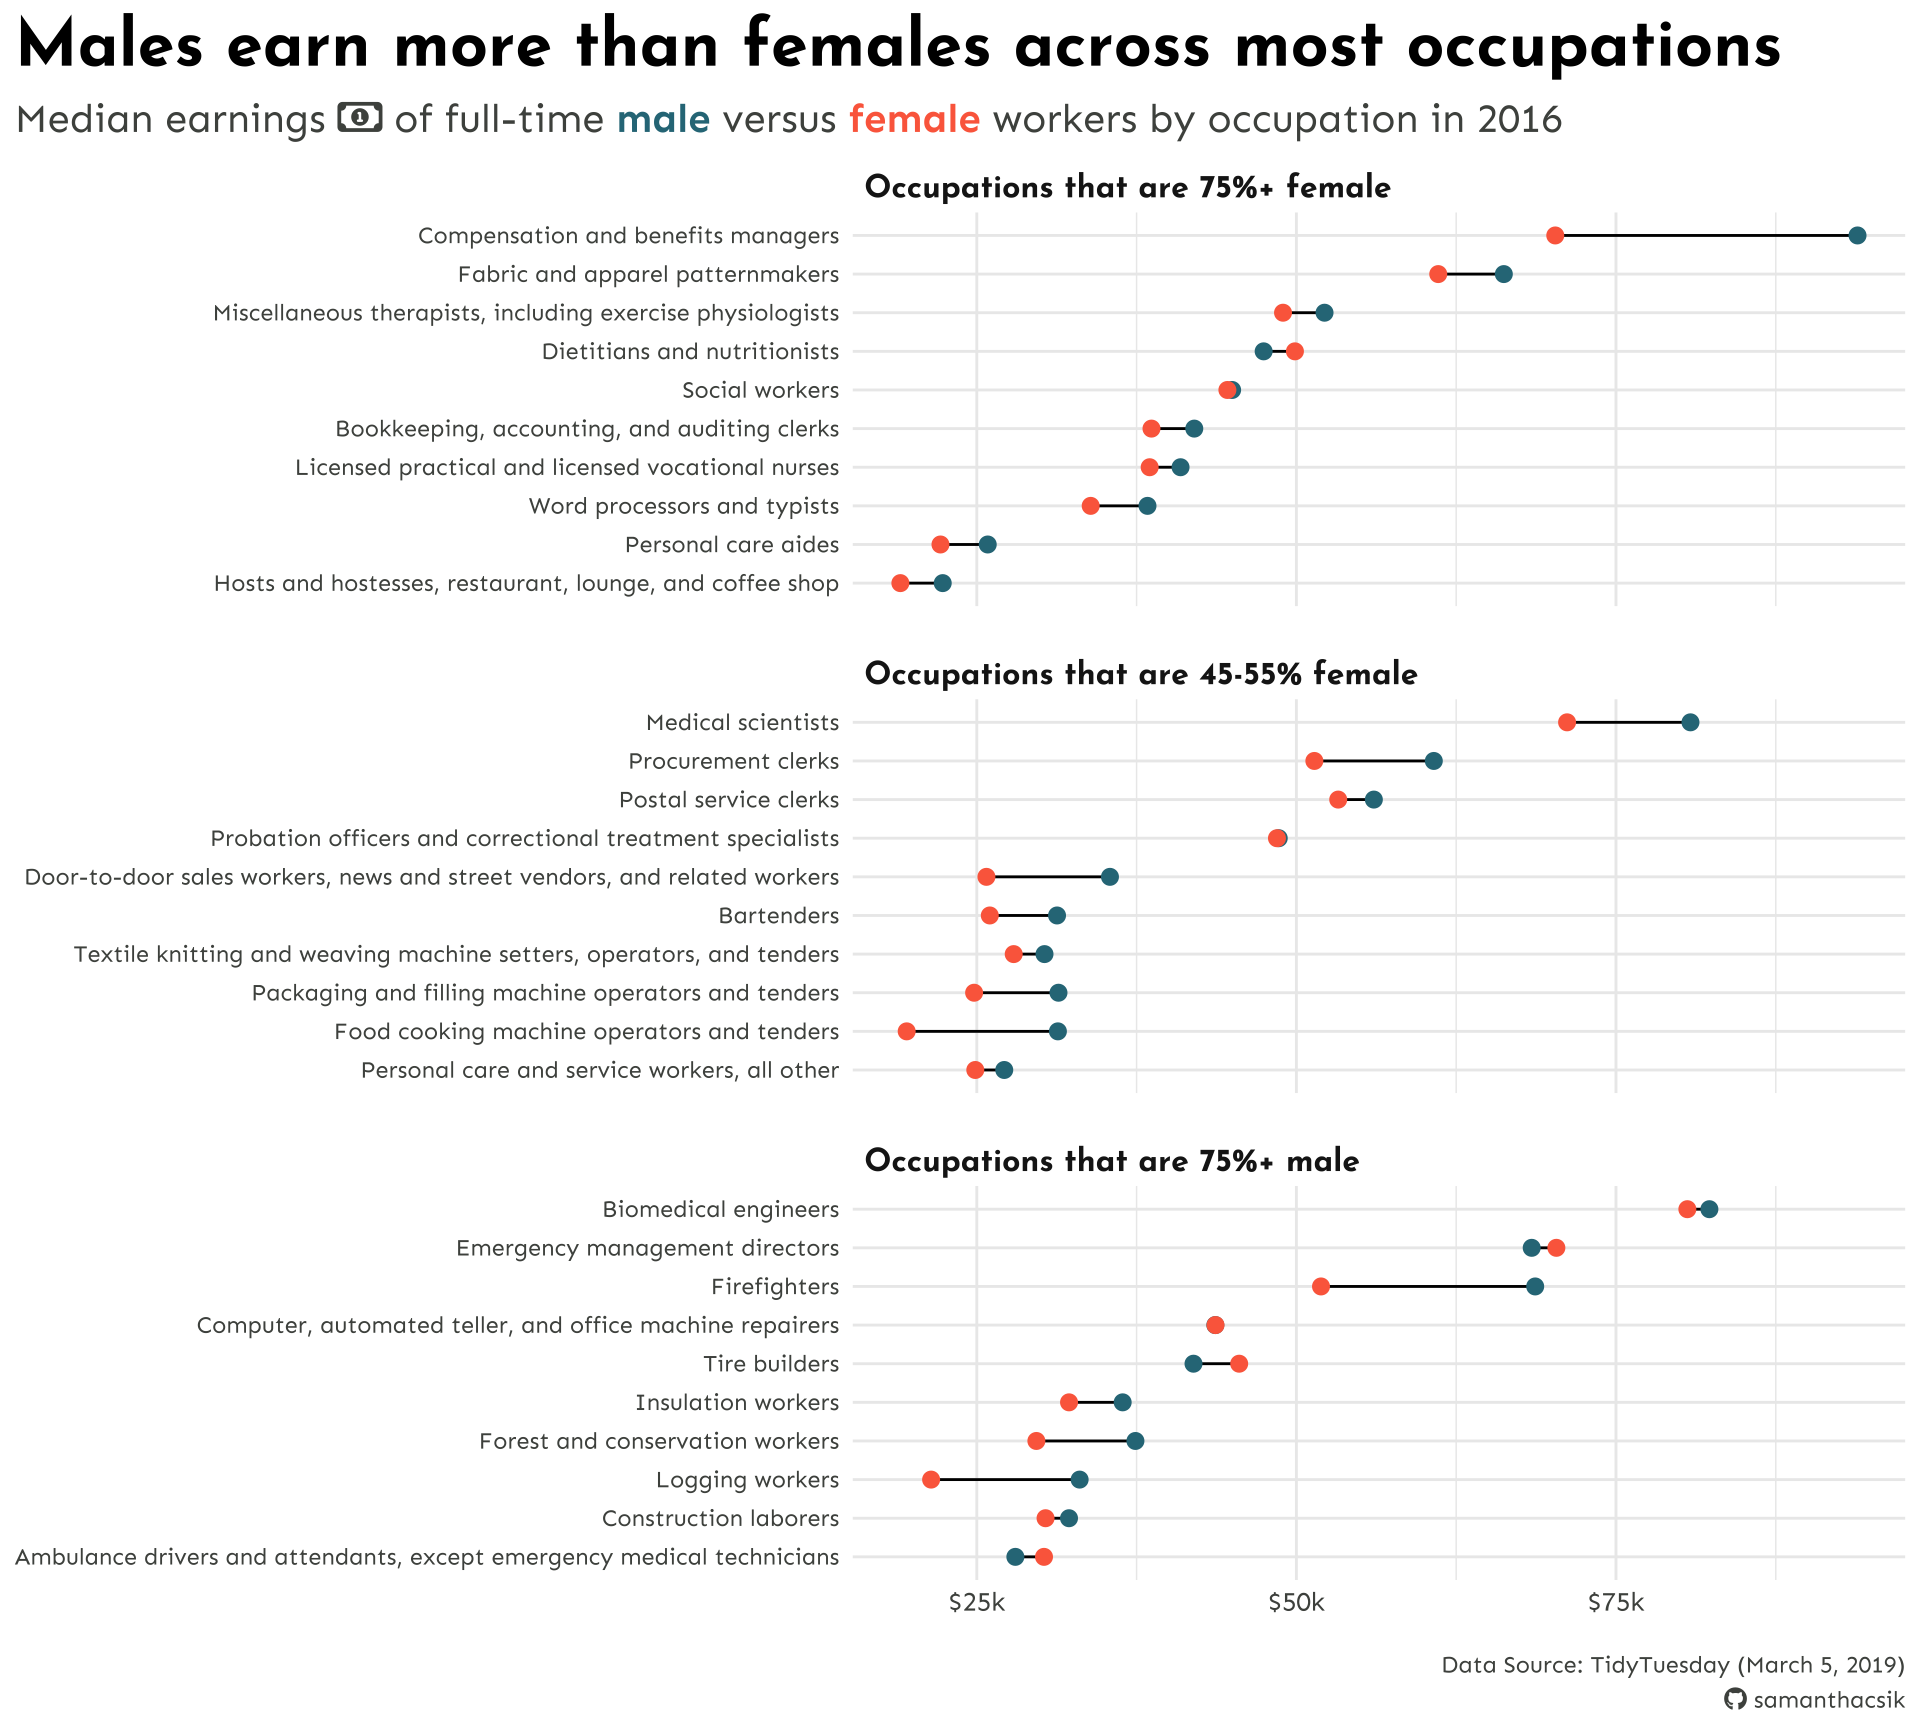 Males earn more than females across most occupations
Median earnings 1 of full-time male versus female workers by occupation in 2016
Occupations that are 75%+ female
Compensation and benefits managers
Fabric and apparel patternmakers
Miscellaneous therapists, including exercise physiologists
Dietitians and nutritionists
Social workers
Bookkeeping, accounting, and auditing clerks
Licensed practical and licensed vocational nurses
Word processors and typists
Personal care aides
Hosts and hostesses, restaurant, lounge, and coffee shop
Occupations that are 45-55% female
Medical scientists
Procurement clerks
Postal service clerks
Probation officers and correctional treatment specialists
Door-to-door sales workers, news and street vendors, and related workers
Bartenders
Textile knitting and weaving machine setters, operators, and tenders
Packaging and filling machine operators and tenders
Food cooking machine operators and tenders
Personal care and service workers, all other
Occupations that are 75%+ male
Biomedical engineers
Emergency management directors
Firefighters
Computer, automated teller, and office machine repairers
Tire builders
Insulation workers
Forest and conservation workers
Logging workers
Construction laborers
Ambulance drivers and attendants, except emergency medical technicians
$25k $50k $75k
Data Source: TidyTuesday (March 5, 2019)
samanthacsik